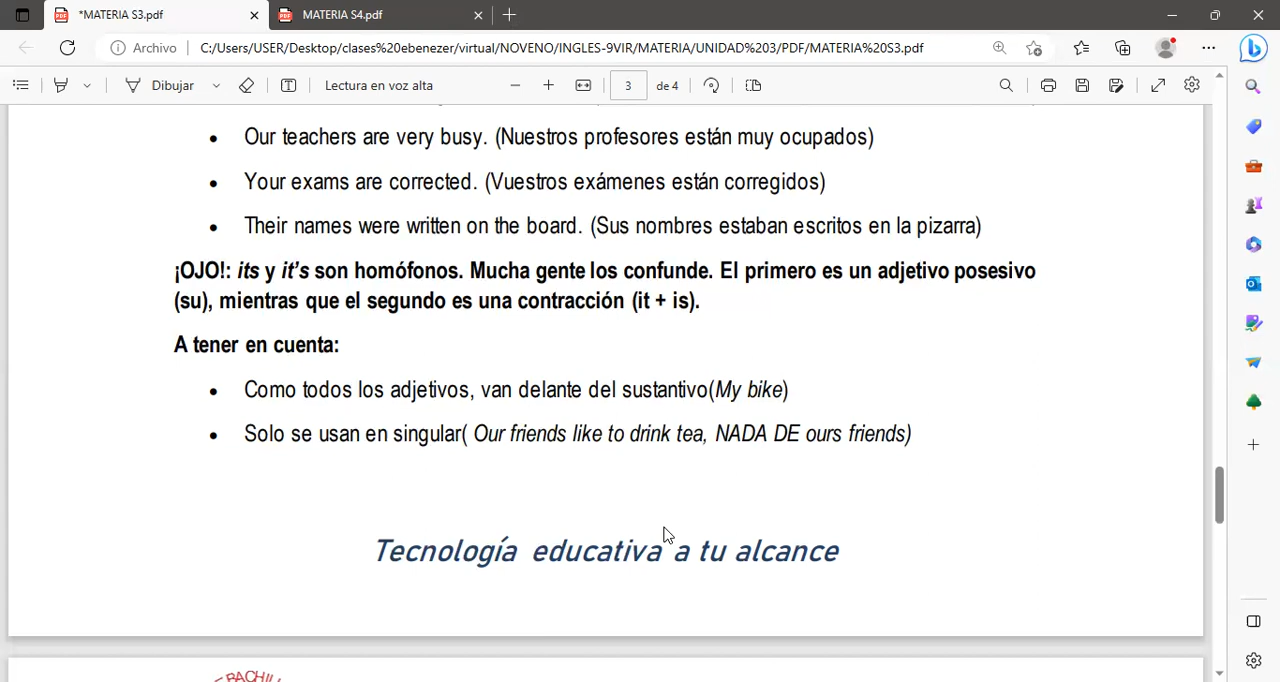 *MATERIA S3.pdf
MATERIA S4.pdf
Archivo
C:/Users/USER/Desktop/clases%20ebenezer/virtual/NOVENO/INGLES-9VIR/MATERIA/UNIDAD%203/PDF/MATERIA%20S3.pdf
Dibujar
Lectura en voz alta
3
de 4
• Our teachers are very busy. (Nuestros profesores están muy ocupados)
• Your exams are corrected. (Vuestros exámenes están corregidos)
• Their names were written on the board. (Sus nombres estaban escritos en la pizarra)
¡OJO!: its y it's son homófonos. Mucha gente los confunde. El primero es un adjetivo posesivo
(su), mientras que el segundo es una contracción (it + is).
A tener en cuenta:
• Como todos los adjetivos, van delante del sustantivo(My bike)
• Solo se usan en singular( Our friends like to drink tea, NADA DE ours friends)
Tecnología educativa a tu alcance